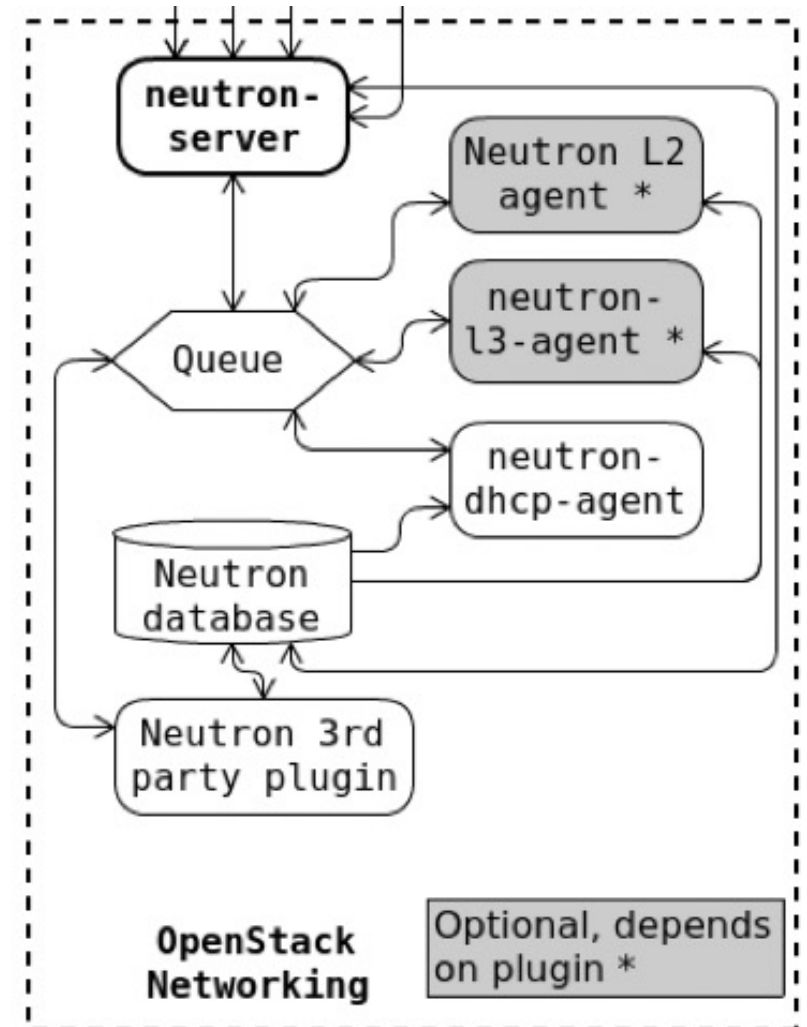 neutron-
server
Neutron L2
agent *
neutron-
l3-agent *
Queue
neutron-
dhcp-agent
Neutron
database
Neutron 3rd
party plugin
OpenStack
Networking
Optional, depends
on plugin *